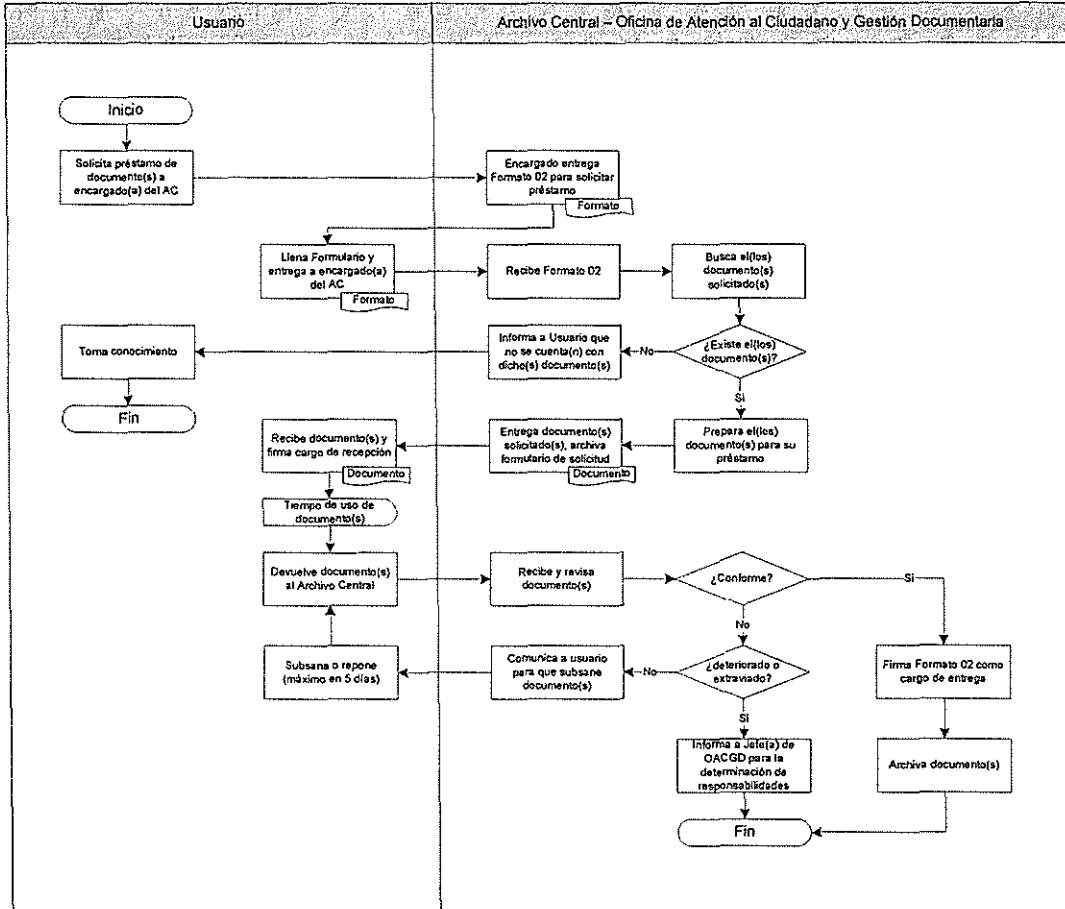 Usuario
Archivo Central – Oficina de Atención al Ciudadano y Gestión Documentaria
Inicio
Solicita préstamo de
documento(s) a
encargado(a) del AC
Encargado entrega
Formato 02 para solicitar
préstamo
Formato
Llena Formulario y
entrega a encargado(a)
del AC
Formato
Recibe Formato 02
Busca el(los)
documento(s)
solicitado(s)
¿Existe el(los)
documento(s)?
No
Informa a Usuario que
no se cuenta(n) con
dicho(s) documento(s)
Toma conocimiento
Fin
Si
Prepara el(los)
documento(s) para su
préstamo
Entrega documento(s)
solicitado(s), archiva
formulario de solicitud
Documento
Recibe documento(s) y
firma cargo de recepción
Documento
Tiempo de uso de
documento(s)
Devuelve documento(s)
al Archivo Central
Recibe y revisa
documento(s)
¿Conforme?
Si
No
¿deteriorado o
extraviado?
No
Comunica a usuario
para que subsane
documento(s)
Subsana o repone
(máximo en 5 días)
Firma Formato 02 como
cargo de entrega
Si
Informa a Jefe(a) de
OACGD para la
determinación de
responsabilidades
Archiva documento(s)
Fin